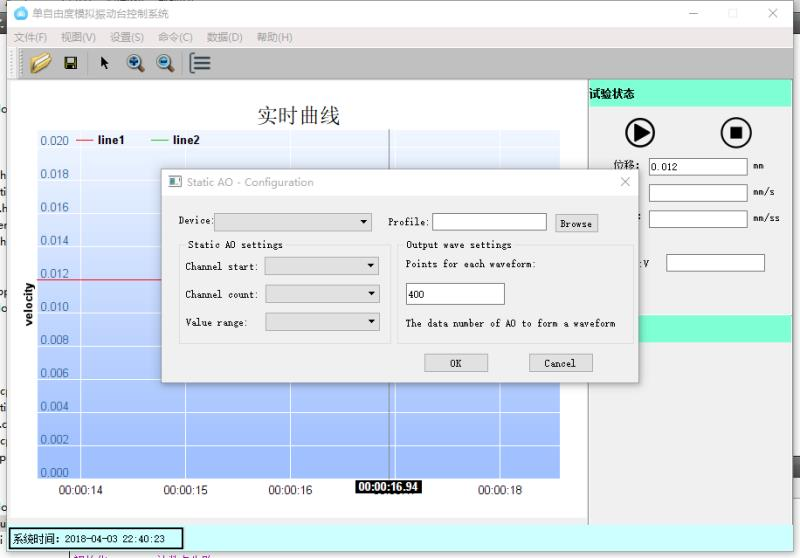 单自由度模拟振动台控制系统
文件(F) 视图(V) 设置(S) 命令(C) 数据(D) 帮助(H)
实时曲线
line1 line2
0.020
0.018
0.016
0.014
0.012
0.010
0.008
0.006
0.004
0.002
0.000
velocity
00:00:14 00:00:15 00:00:16 00:00:16.94 00:00:18
试验状态
位移: 0.012 mm
mm/s
: mm/ss
:V
Static AO - Configuration
Device: Profile: Browse
Static AO settings
Channel start:
Channel count:
Value range:
Output wave settings
Points for each waveform:
400
The data number of AO to form a waveform
OK Cancel
系统时间: 2018-04-03 22:40:23